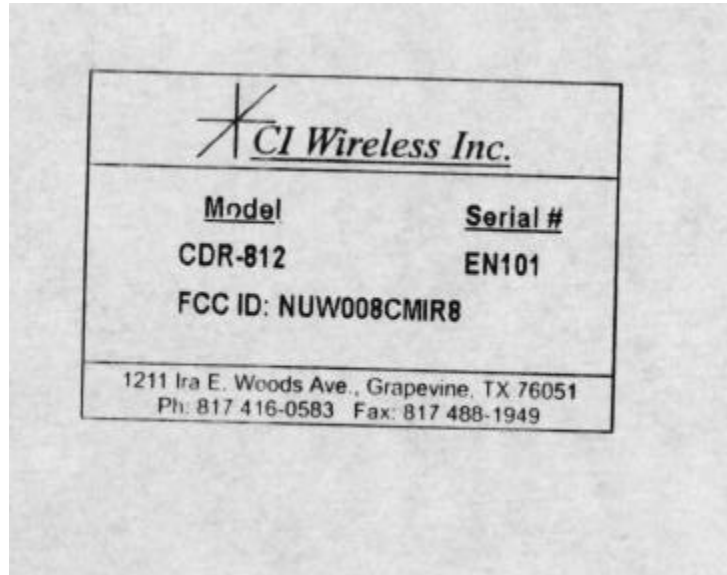 CI Wireless Inc.
Model Serial #
CDR-812 EN101
FCC ID: NUW008CMIR8
1211 Ira E. Woods Ave., Grapevine, TX 76051
Ph: 817 416-0583 Fax: 817 488-1949